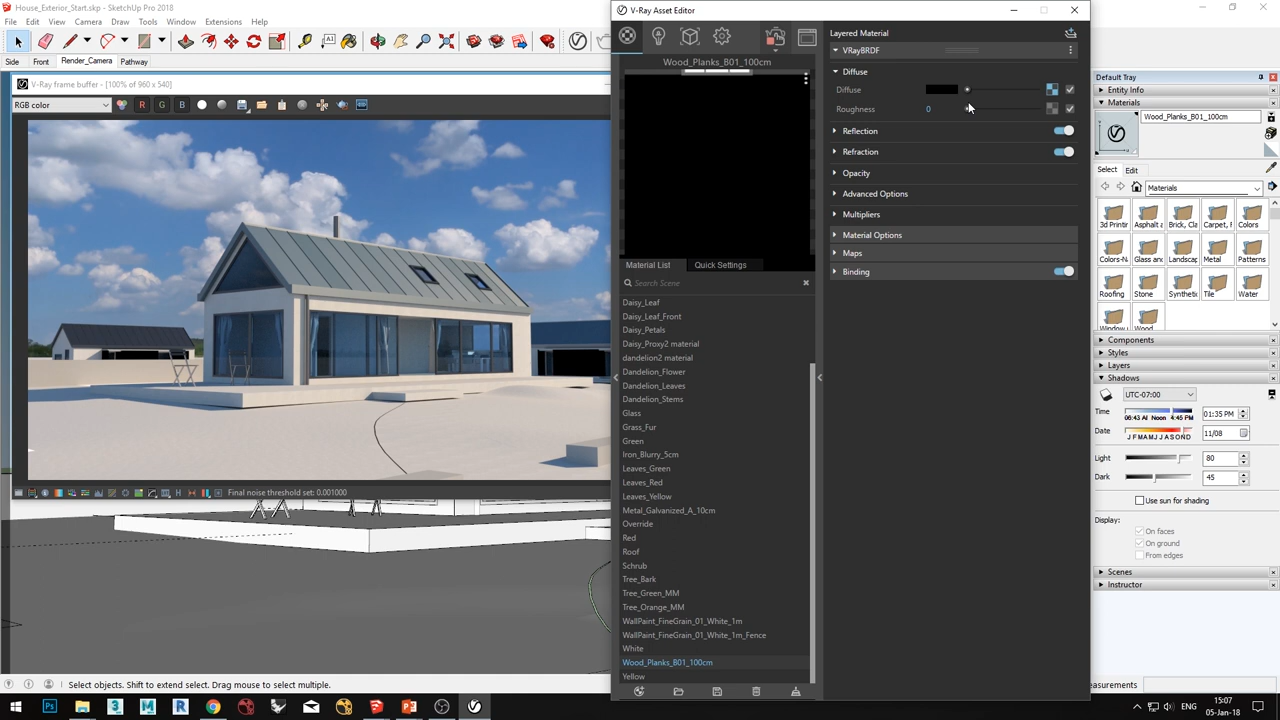 House_Exterior_Start.skp - SketchUp Pro 2018
File Edit View Camera Draw Tools Window Extensions Help
Side Front Render_Camera Pathway
V-Ray frame buffer - [100% of 960 x 540]
RGB color
R G B
Final noise threshold set: 0.001000
Select objects. Shift to extend select. Drag mouse to select multiple.
V-Ray Asset Editor
Wood_Planks_B01_100cm
Material List Quick Settings
Search Scene
Daisy_Leaf
Daisy_Leaf_Front
Daisy_Petals
Daisy_Proxy2 material
dandelion2 material
Dandelion_Flower
Dandelion_Leaves
Dandelion_Stems
Glass
Grass_Fur
Green
Iron_Blurry_5cm
Leaves_Green
Leaves_Red
Leaves_Yellow
Metal_Galvanized_A_10cm
Override
Red
Roof
Schrub
Tree_Bark
Tree_Green_MM
Tree_Orange_MM
WallPaint_FineGrain_01_White_1m
WallPaint_FineGrain_01_White_1m_Fence
White
Wood_Planks_B01_100cm
Yellow
Layered Material
VRayBRDF
Diffuse
Diffuse
Roughness 0
Reflection
Refraction
Opacity
Advanced Options
Multipliers
Material Options
Maps
Binding
Default Tray
Entity Info
Materials
Wood_Planks_B01_100cm
Select Edit
Materials
3d Printir Asphalt a Brick, Cla Carpet, F Colors
Colors-N Glass and Landscap Metal Patterns
Roofing Stone Synthetic Tile Water
Window Wood
Components
Styles
Layers
Shadows
UTC-07:00
Time 06:43 AM Noon 4:45 PM 01:35 PM
Date J F M A M J J A S O N D 11/08
Light 80
Dark 45
Use sun for shading
Display:
On faces
On ground
From edges
Scenes
Instructor
easurements
15:07
05-Jan-18